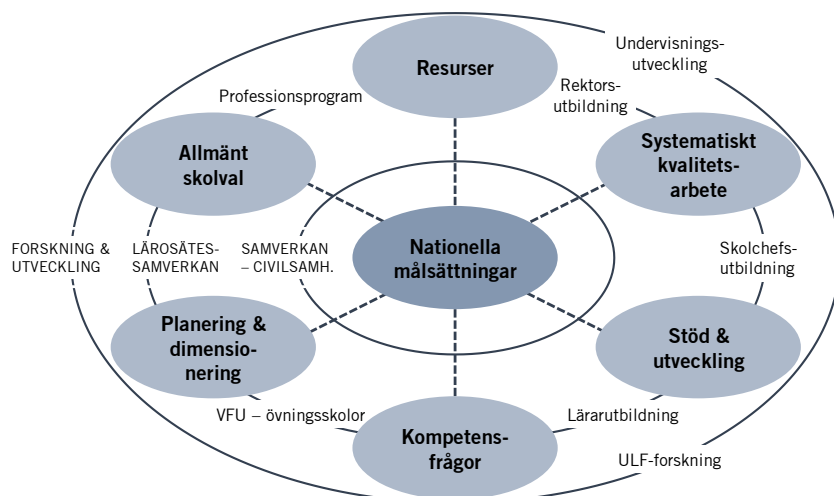 Undervisnings-
utveckling
Resurser
Rektors-
utbildning
Professionsprogram
Allmänt
skolval
Systematiskt
kvalitets-
arbete
FORSKNING &
UTVECKLING
LÄROSÄTES-
SAMVERKAN
SAMVERKAN
– CIVILSAMH.
Nationella
målsättningar
Skolchefs-
utbildning
Planering &
dimensio-
nering
Stöd &
utveckling
VFU – övningsskolor
Kompetens-
frågor
Lärarutbildning
ULF-forskning